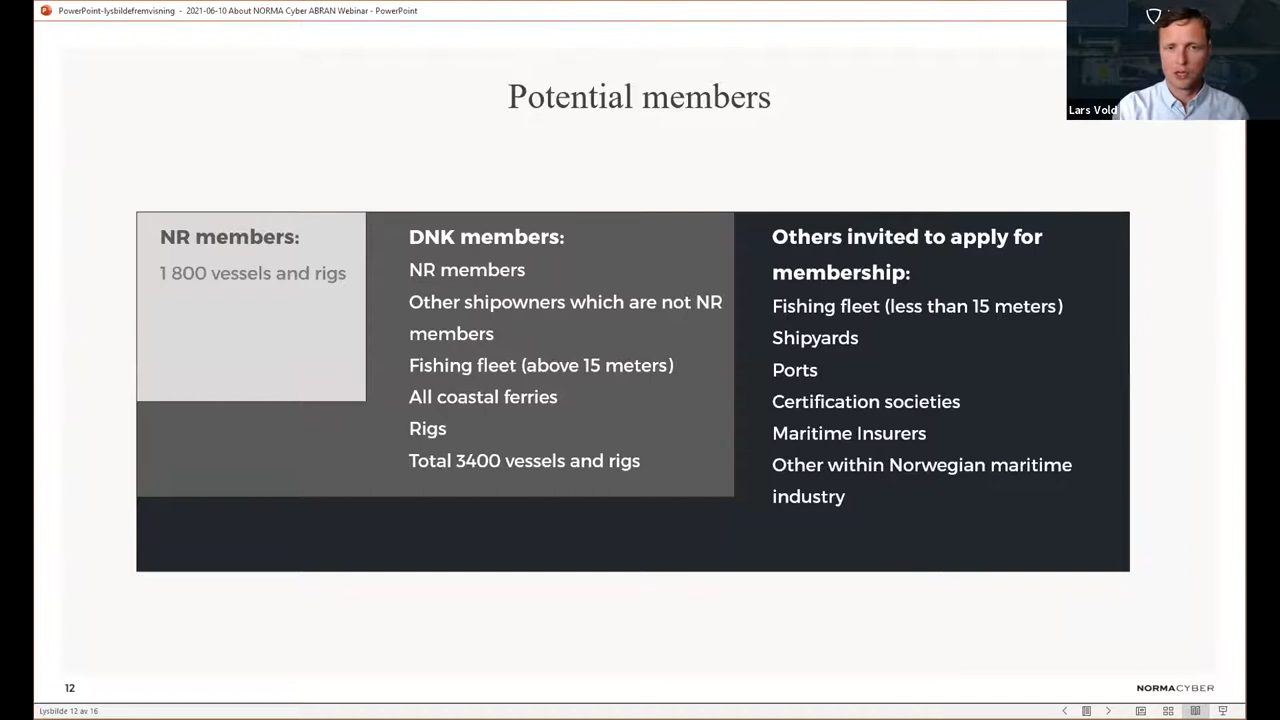 PowerPoint-lysbildefremvisning - 2021-06-10 About NORMA Cyber ABRAN Webinar - PowerPoint
Lars Vold
Potential members
NR members:
1 800 vessels and rigs
DNK members:
NR members
Other shipowners which are not NR
members
Fishing fleet (above 15 meters)
All coastal ferries
Rigs
Total 3400 vessels and rigs
Others invited to apply for
membership:
Fishing fleet (less than 15 meters)
Shipyards
Ports
Certification societies
Maritime Insurers
Other within Norwegian maritime
industry
12
NORMACYBER
Lysbilde 12 av 16